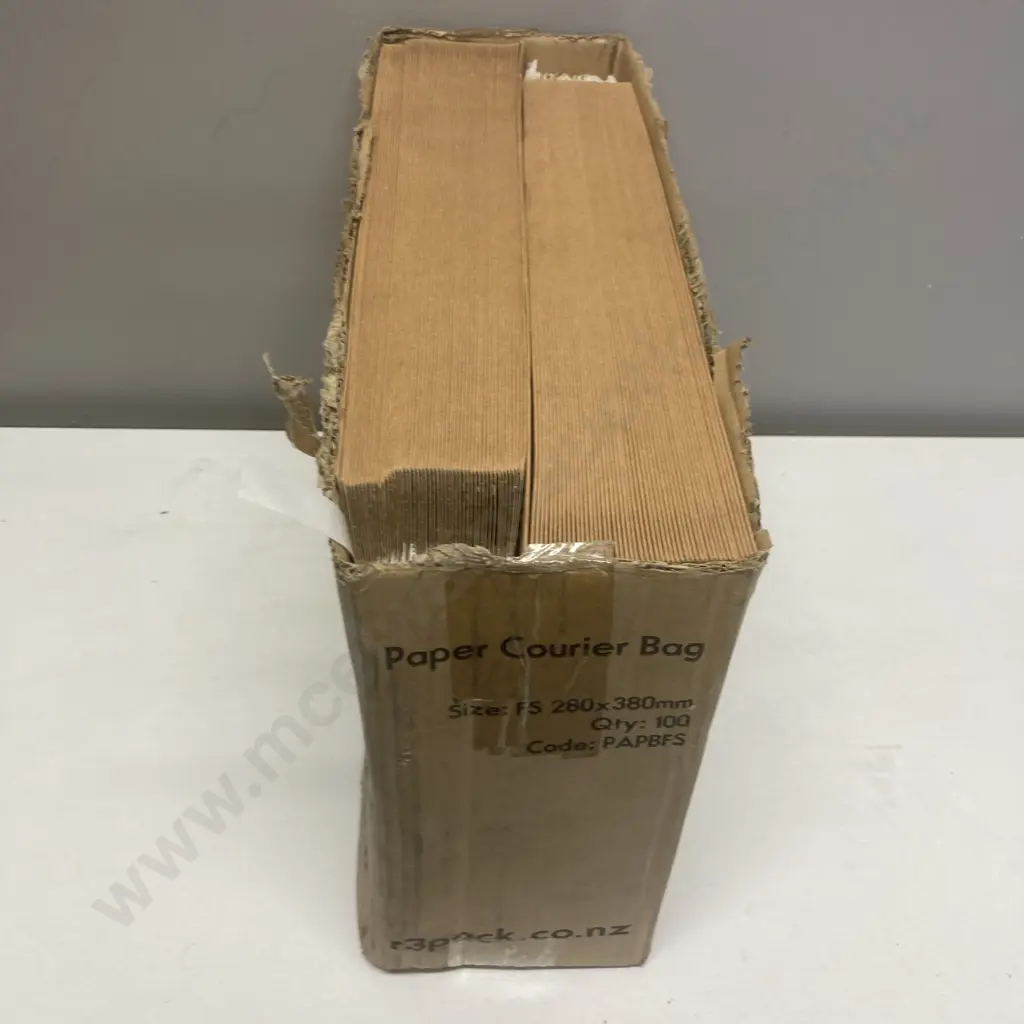 Paper Courier Bag
Size: FS 280x380mm
Qty: 100
Code: PAPBFS
r3pack.co.nz